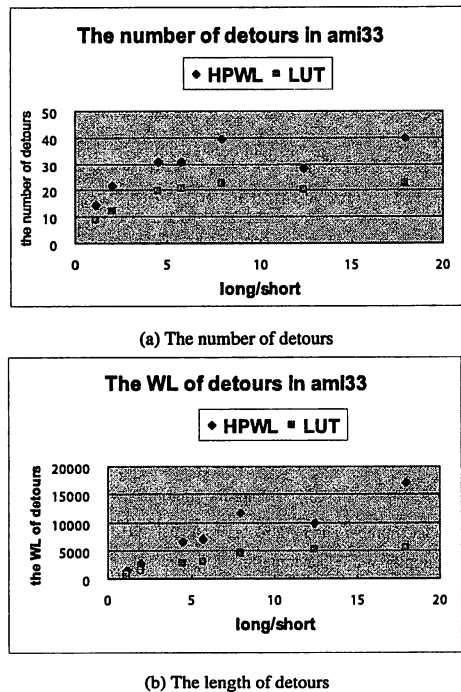 The number of detours in ami33
◆ HPWL ▪ LUT
the number of detours
50
40
30
20
10
0
0 5 10 15 20
long/short
(a) The number of detours
The WL of detours in ami33
◆ HPWL ▪ LUT
the WL of detours
20000
15000
10000
5000
0
0 5 10 15 20
long/short
(b) The length of detours